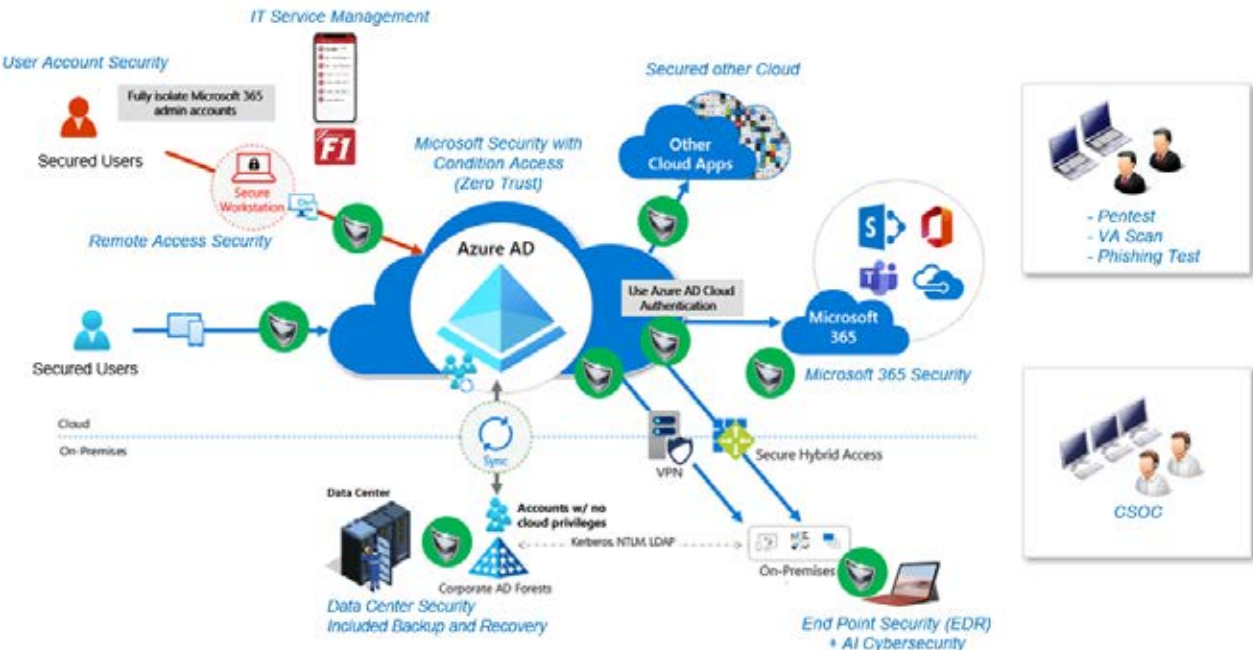 IT Service Management
User Account Security
Fully isolate Microsoft 365
admin accounts
Secured Users
F1
Secure
Workstation
Remote Access Security
Microsoft Security with
Condition Access
(Zero Trust)
Secured other Cloud
Other
Cloud Apps
Azure AD
Use Azure AD Cloud
Authentication
Microsoft
365
Microsoft 365 Security
Secured Users
Cloud
On-Premises
Sync
VPN
Secure Hybrid Access
Data Center
Accounts w/ no
cloud privileges
Kerberos, NTLM, LDAP
Corporate AD Forests
On-Premises
Data Center Security
Included Backup and Recovery
End Point Security (EDR)
+ AI Cybersecurity
- Pentest
- VA Scan
- Phishing Test
CSOC